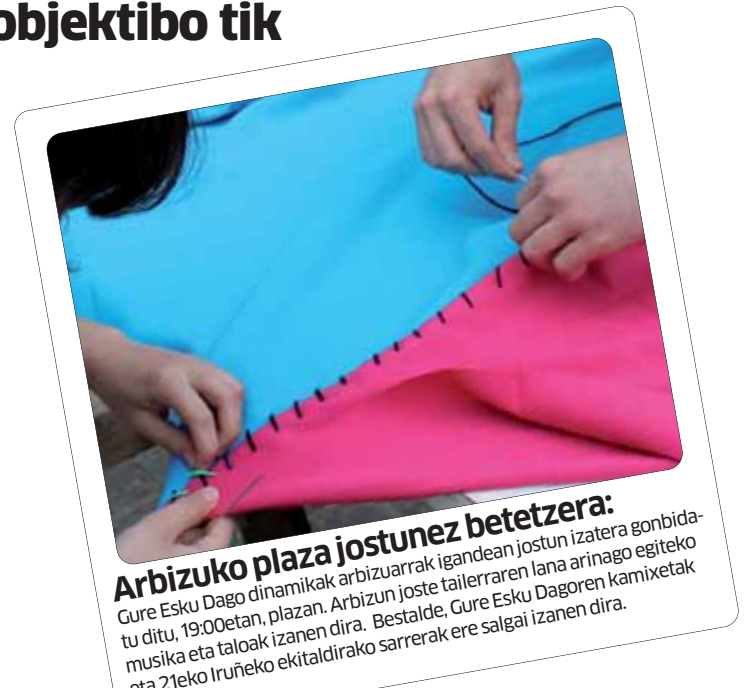 objektibo tik
Arbizuko plaza jostunez betetzera:
Gure Esku Dago dinamikak arbizuarrak igandean jostun izatera gonbida-
tu ditu, 19:00etan, plazan. Arbizun joste tailerraren lana arinago egiteko
musika eta taloak izanen dira. Bestalde, Gure Esku Dagoren kamixetak
eta 21eko Iruñeko ekitaldirako sarrerak ere salgai izanen dira.